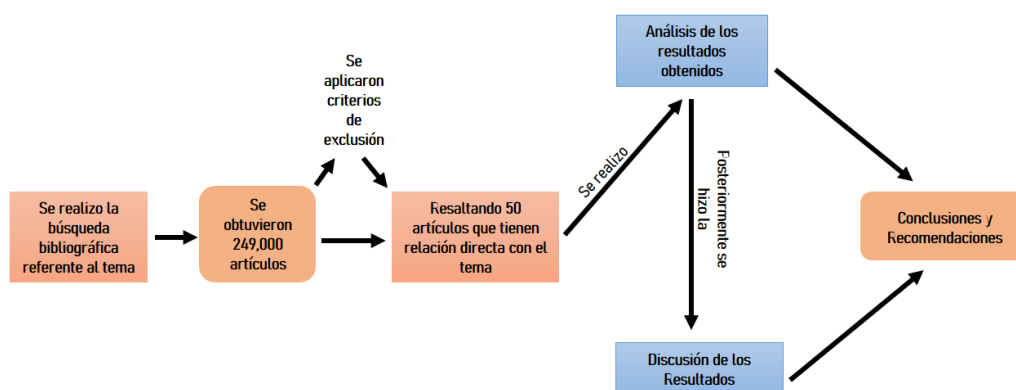 Se realizo la
búsqueda
bibliográfica
referente al tema
Se
obtuvieron
249,000
artículos
Se
aplicaron
criterios
de
exclusión
Resaltando 50
artículos que tienen
relación directa con el
tema
Se realizo
Análisis de los
resultados
obtenidos
Posteriormente se
hizo la
Discusión de los
Resultados
Conclusiones y
Recomendaciones